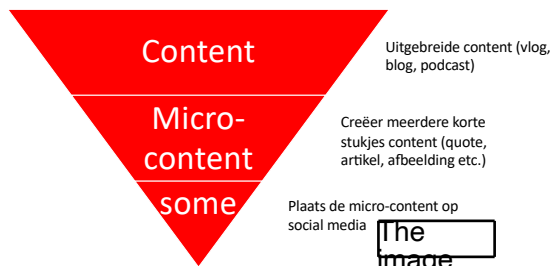 Content
Uitgebreide content (vlog,
blog, podcast)
Micro-
content
Creëer meerdere korte
stukjes content (quote,
artikel, afbeelding etc.)
some
Plaats de micro-content op
social media
The
image